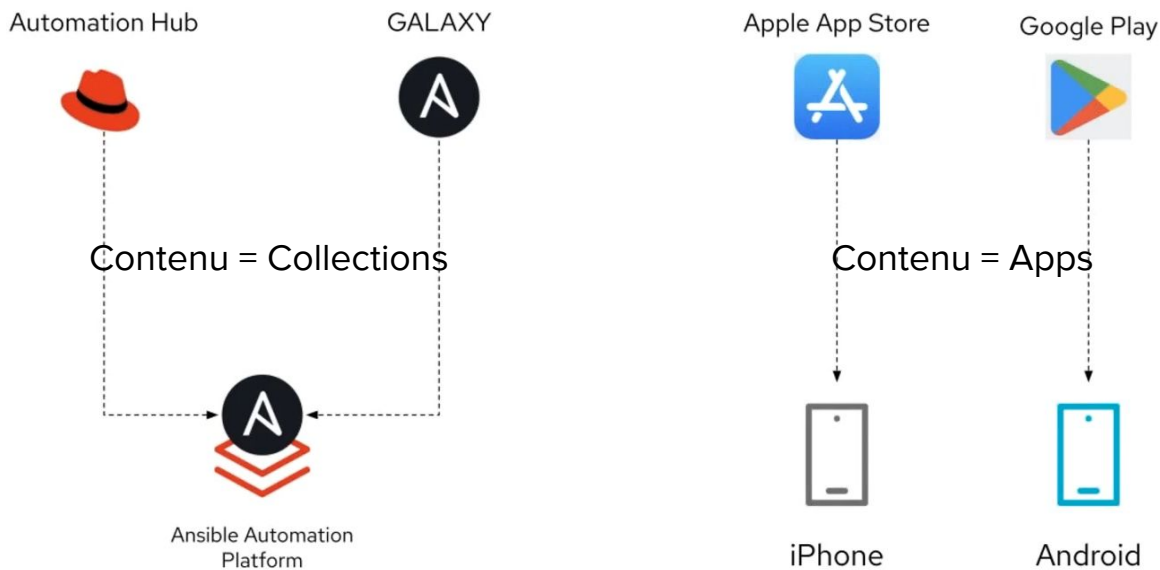 Automation Hub
GALAXY
Apple App Store
Google Play
Contenu = Collections
Contenu = Apps
Ansible Automation
Platform
iPhone
Android